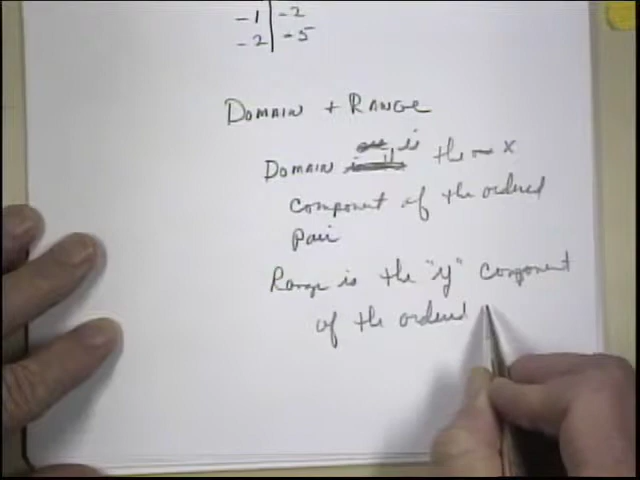 -1 | -2
-2 | -5
DOMAIN + RANGE
DOMAIN is the x
component of the ordered
pair
Range is the "y" component
of the ordered